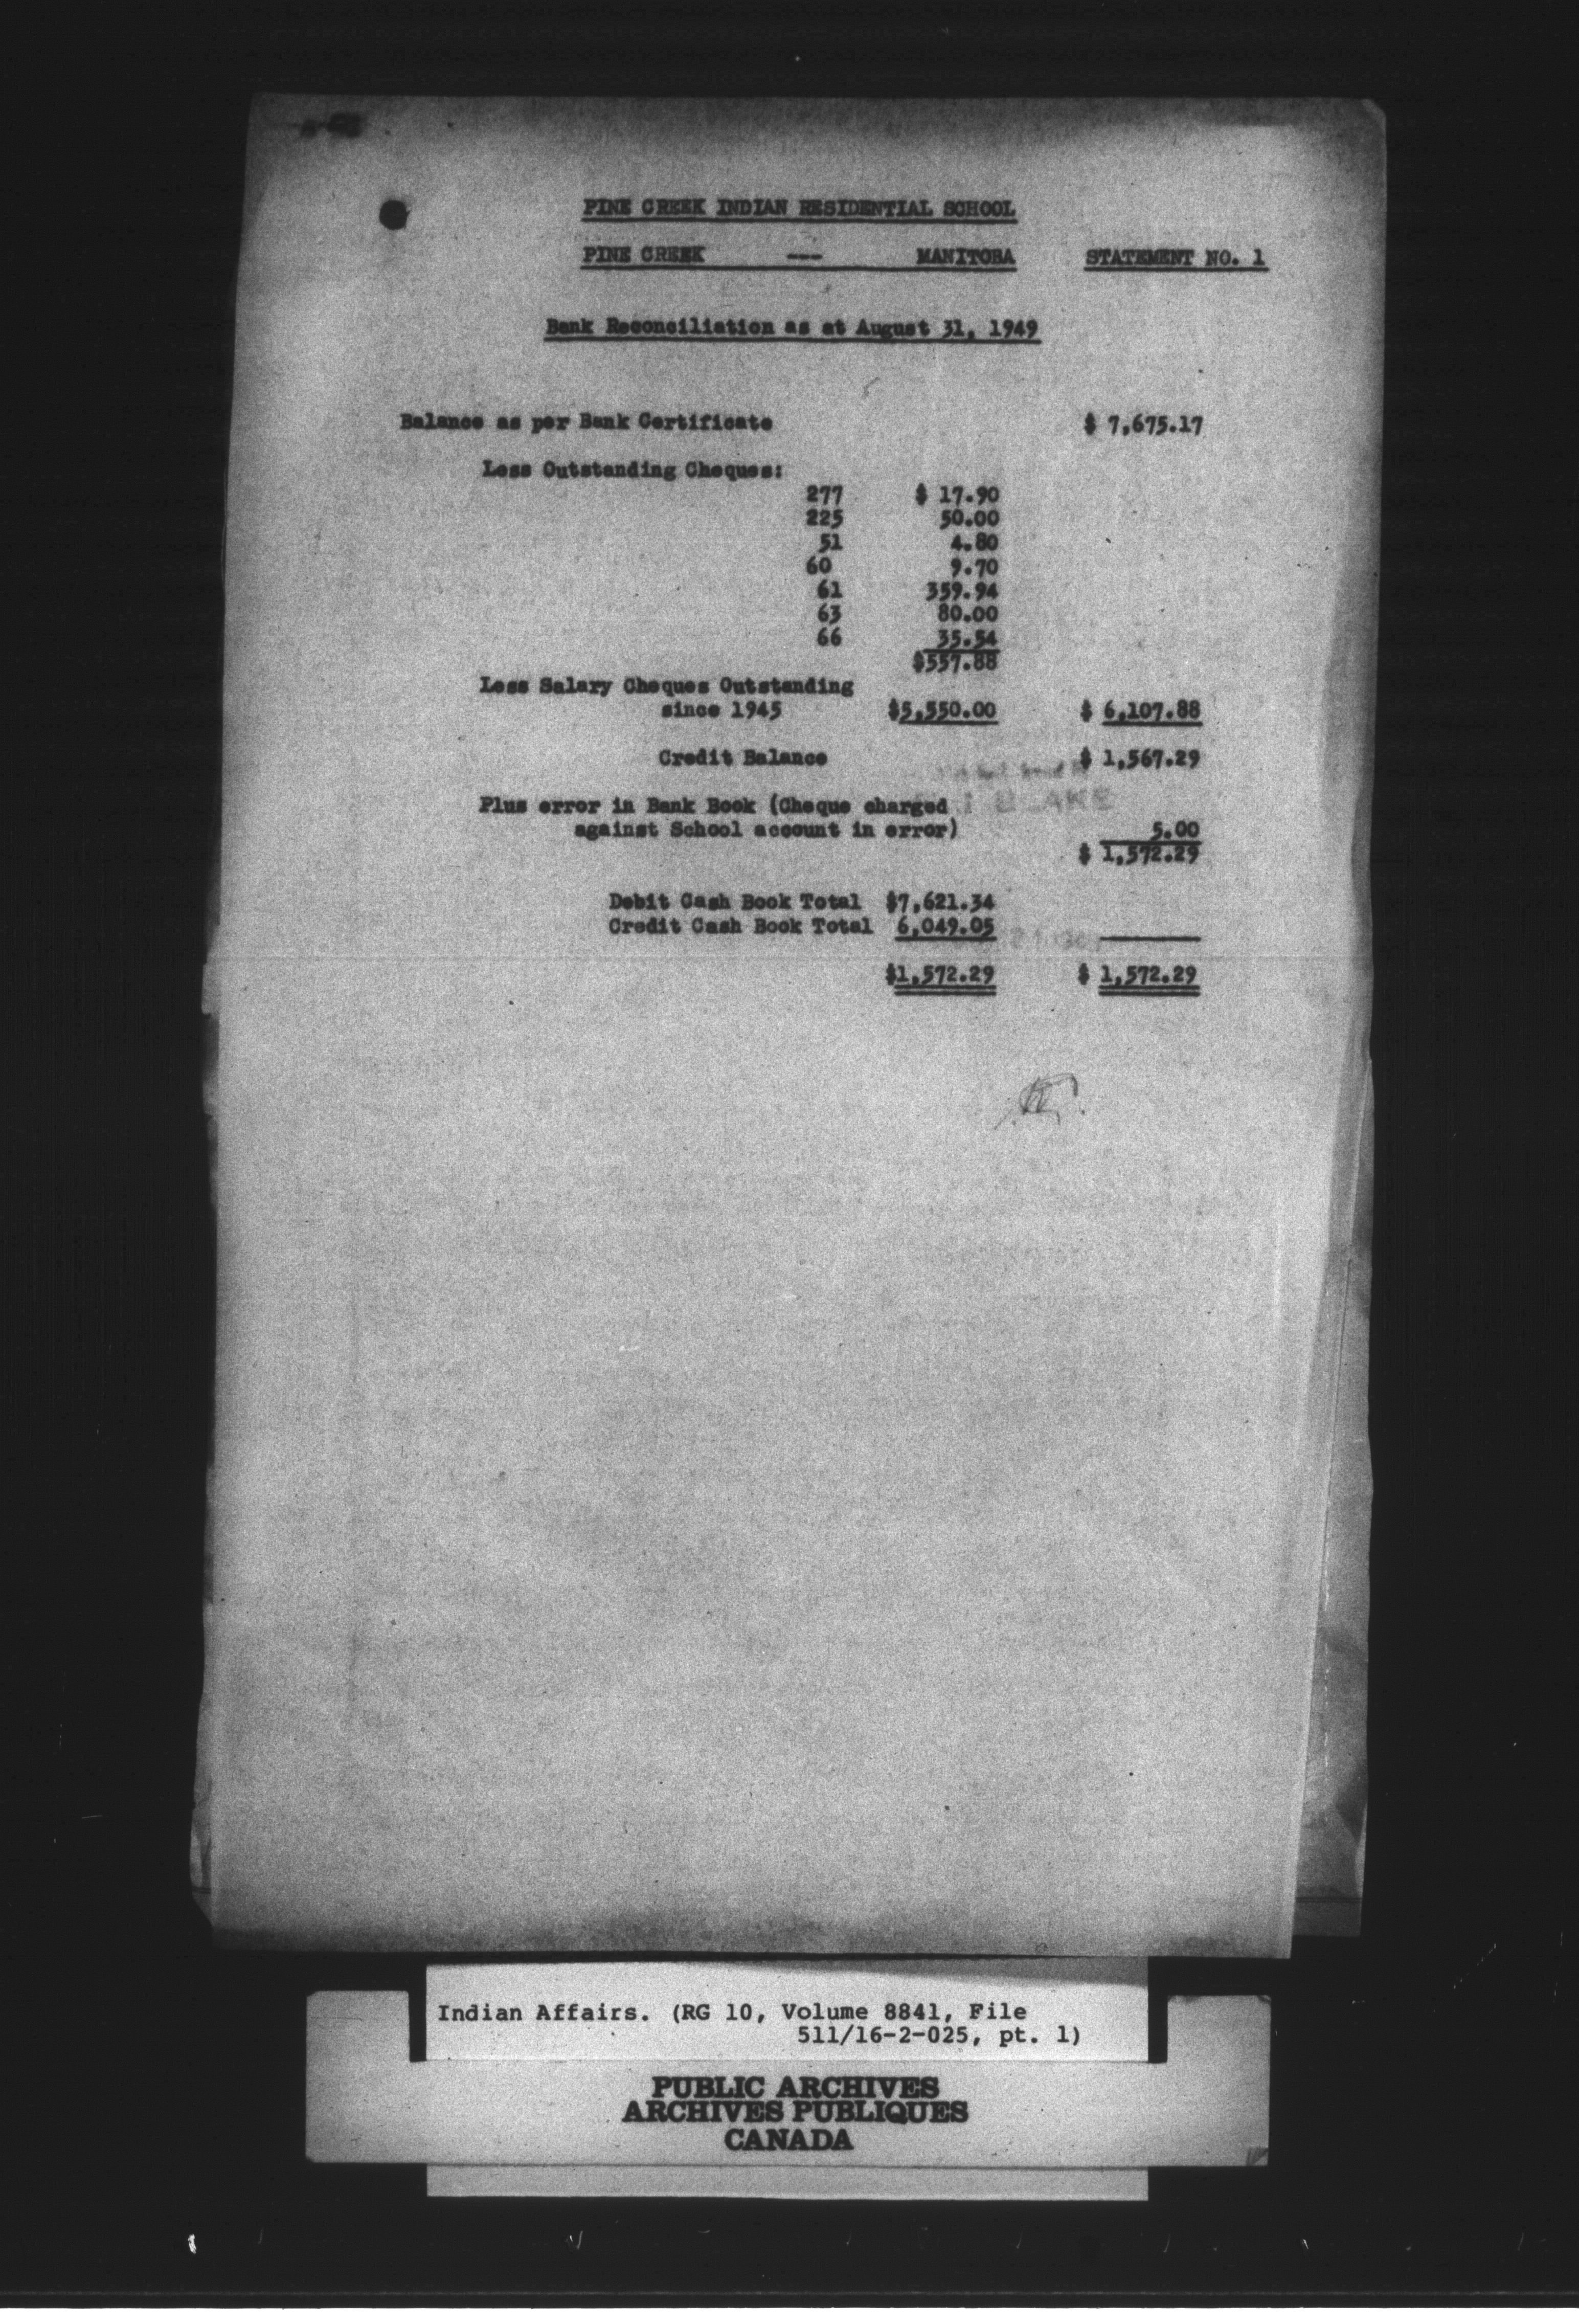 PINE CREEK INDIAN RESIDENTIAL SCHOOL
PINE CREEK --- MANITOBA STATEMENT NO. 1
Bank Reconciliation as at August 31, 1949
Balance as per Bank Certificate $ 7,675.17
Less Outstanding Cheques:
277 $ 17.90
225 50.00
51 4.80
60 9.70
61 359.94
63 80.00
66 35.54
$557.88
Less Salary Cheques Outstanding
since 1945 $5,550.00 $ 6,107.88
Credit Balance $ 1,567.29
Plus error in Bank Book (Cheque charged
against School account in error) 5.00
$ 1,572.29
Debit Cash Book Total $7,621.34
Credit Cash Book Total 6,049.05
$1,572.29 $ 1,572.29
Indian Affairs. (RG 10, Volume 8841, File
511/16-2-025, pt. 1)
PUBLIC ARCHIVES
ARCHIVES PUBLIQUES
CANADA